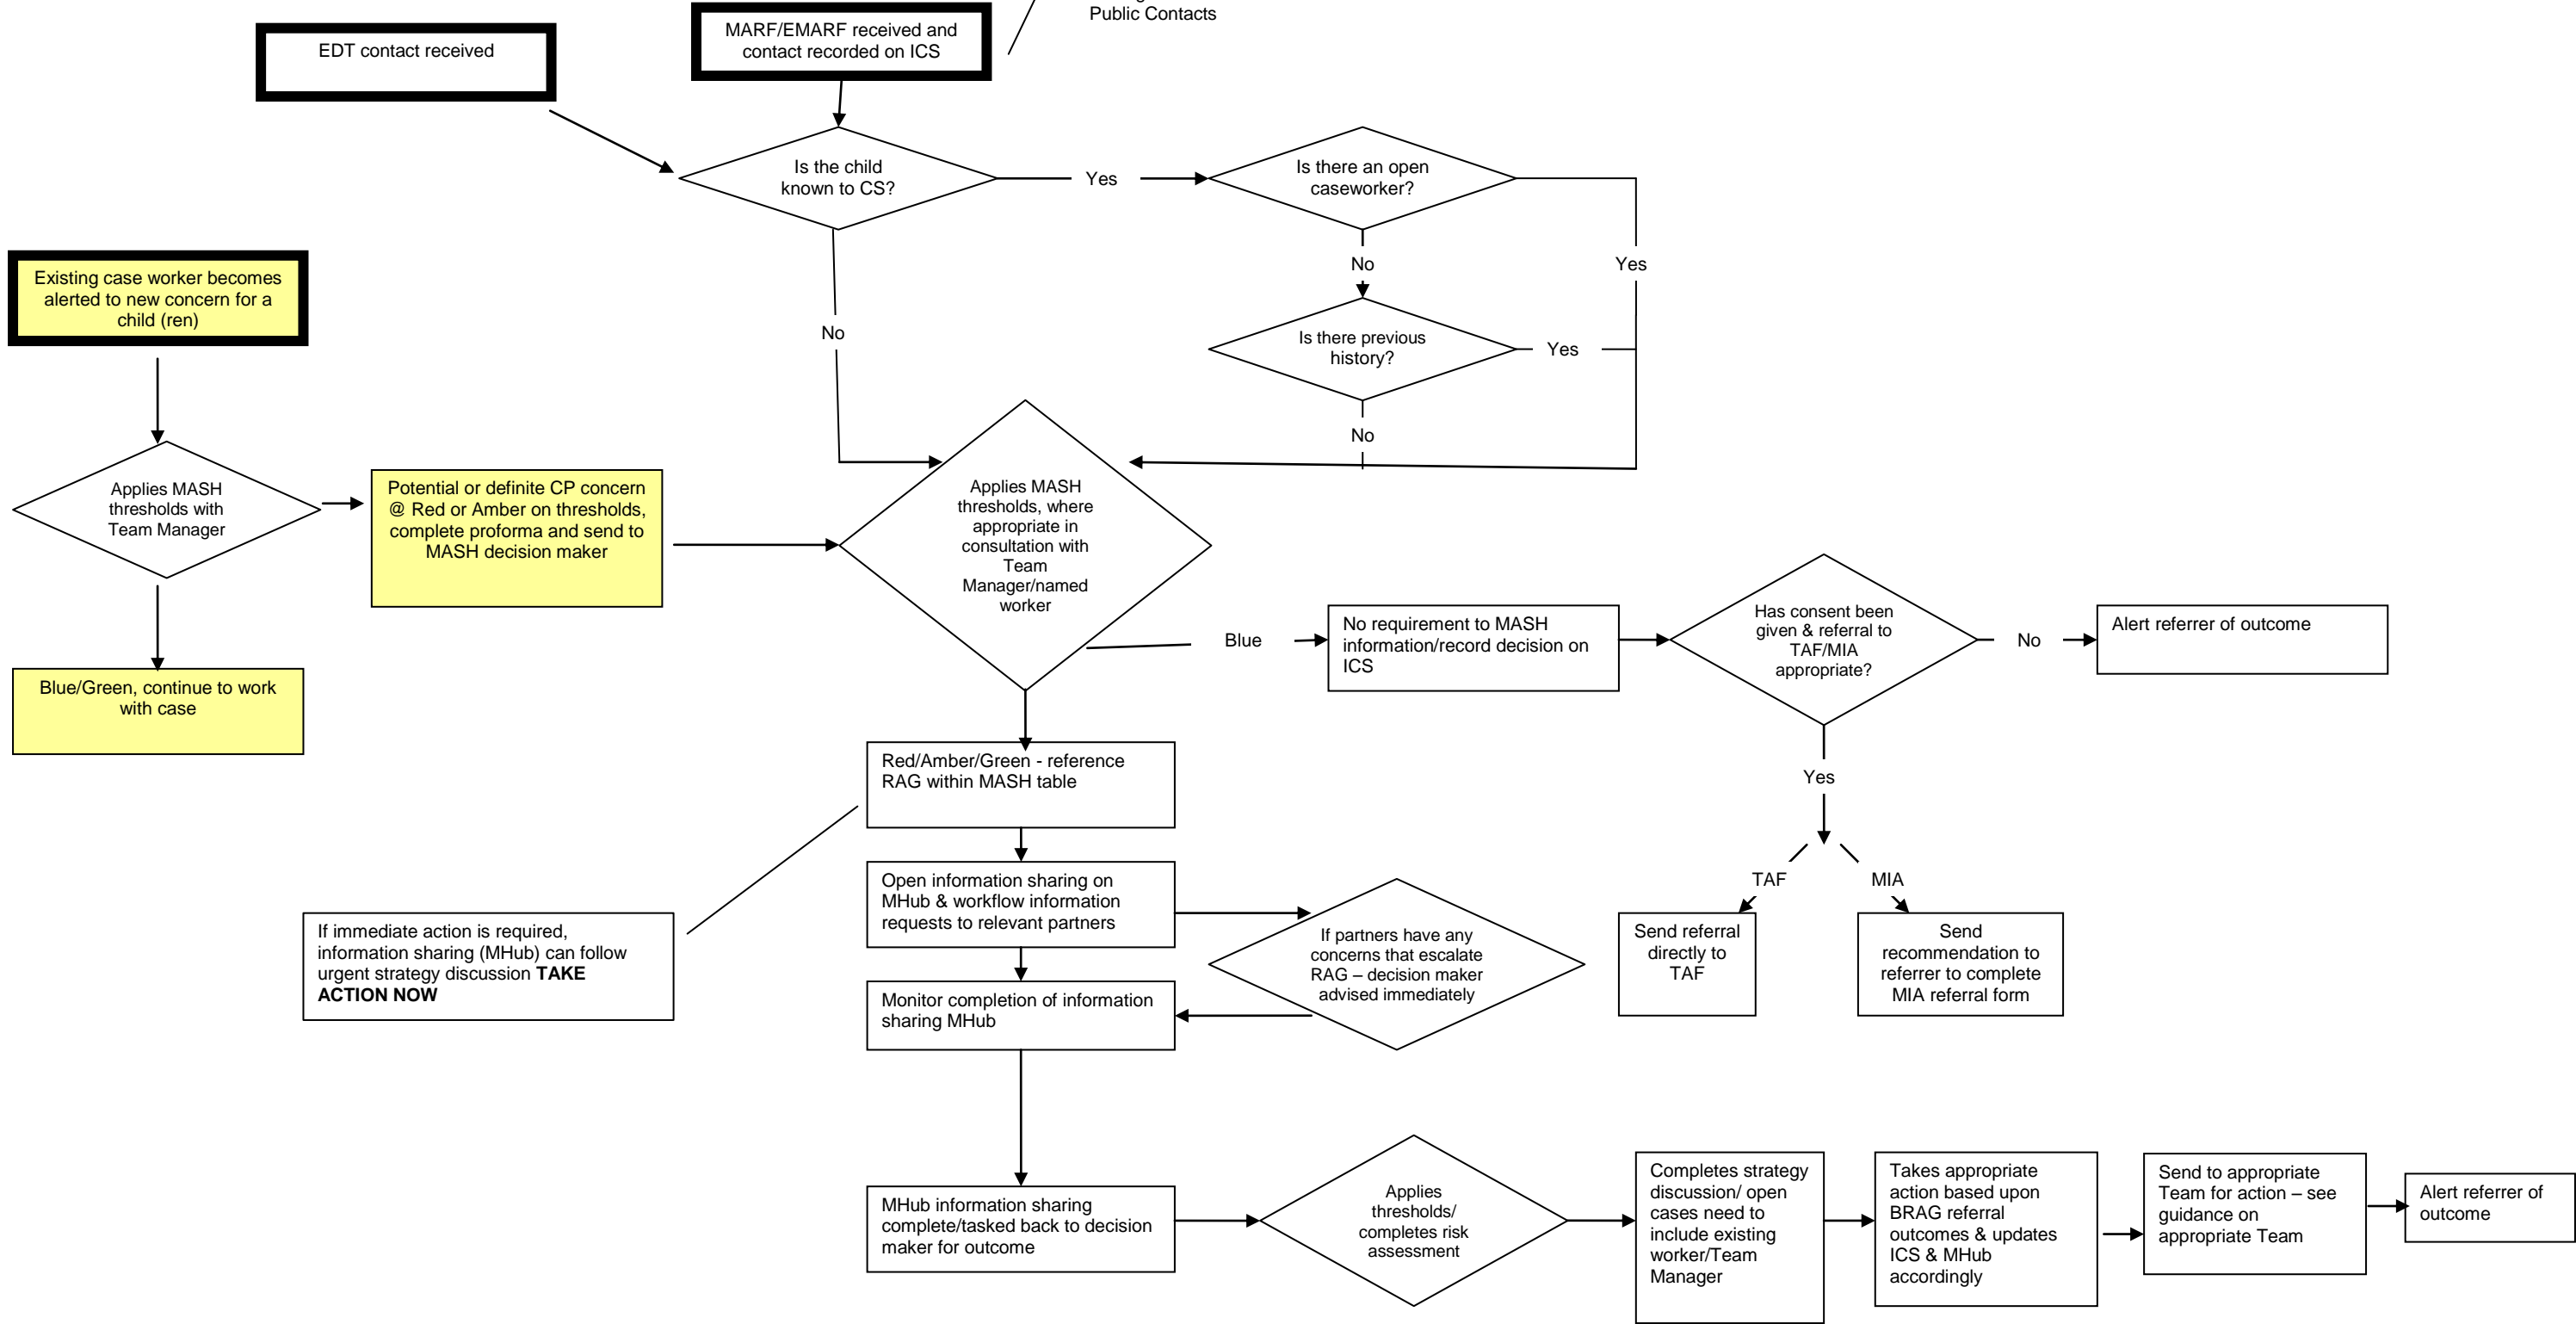 Public Contacts
MARF/EMARF received and
contact recorded on ICS
EDT contact received
Is the child
known to CS?
Yes
Is there an open
caseworker?
No
Yes
Existing case worker becomes
alerted to new concern for a
child (ren)
No
Is there previous
history?
Yes
No
Applies MASH
thresholds with
Team Manager
Potential or definite CP concern
@ Red or Amber on thresholds,
complete proforma and send to
MASH decision maker
Applies MASH
thresholds, where
appropriate in
consultation with
Team
Manager/named
worker
Blue/Green, continue to work
with case
Blue
No requirement to MASH
information/record decision on
ICS
Has consent been
given & referral to
TAF/MIA
appropriate?
No
Alert referrer of outcome
Yes
Red/Amber/Green - reference
RAG within MASH table
Open information sharing on
MHub & workflow information
requests to relevant partners
TAF
MIA
If immediate action is required,
information sharing (MHub) can follow
urgent strategy discussion TAKE
ACTION NOW
If partners have any
concerns that escalate
RAG – decision maker
advised immediately
Send referral
directly to
TAF
Send
recommendation to
referrer to complete
MIA referral form
Monitor completion of information
sharing MHub
MHub information sharing
complete/tasked back to decision
maker for outcome
Applies
thresholds/
completes risk
assessment
Completes strategy
discussion/ open
cases need to
include existing
worker/Team
Manager
Takes appropriate
action based upon
BRAG referral
outcomes & updates
ICS & MHub
accordingly
Send to appropriate
Team for action – see
guidance on
appropriate Team
Alert referrer of
outcome